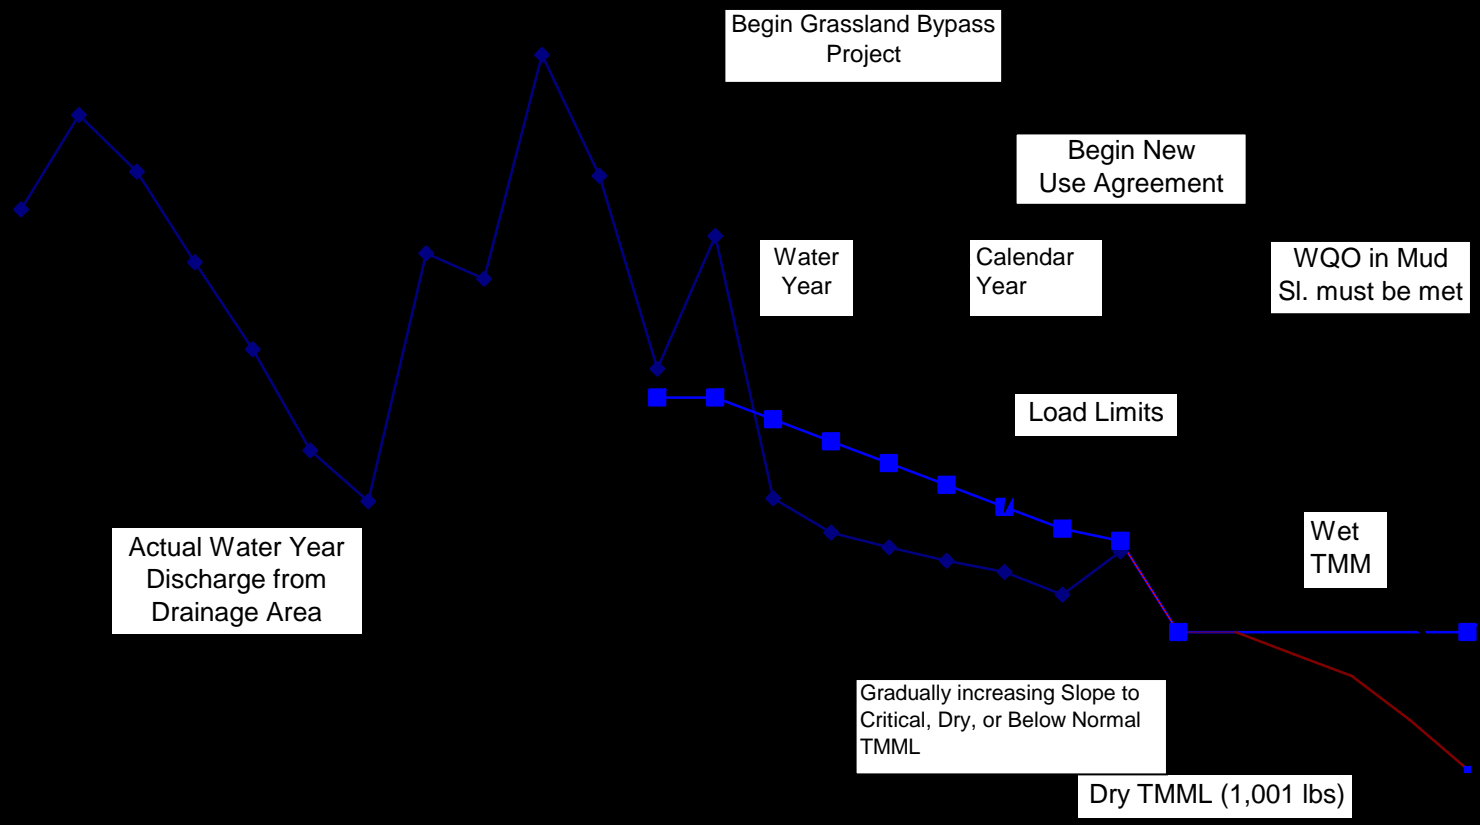 Begin Grassland Bypass
Project
Begin New
Use Agreement
Water
Year
Calendar
Year
WQO in Mud
Sl. must be met
Load Limits
Wet
TMM
Actual Water Year
Discharge from
Drainage Area
Gradually increasing Slope to
Critical, Dry, or Below Normal
TMML
Dry TMML (1,001 lbs)